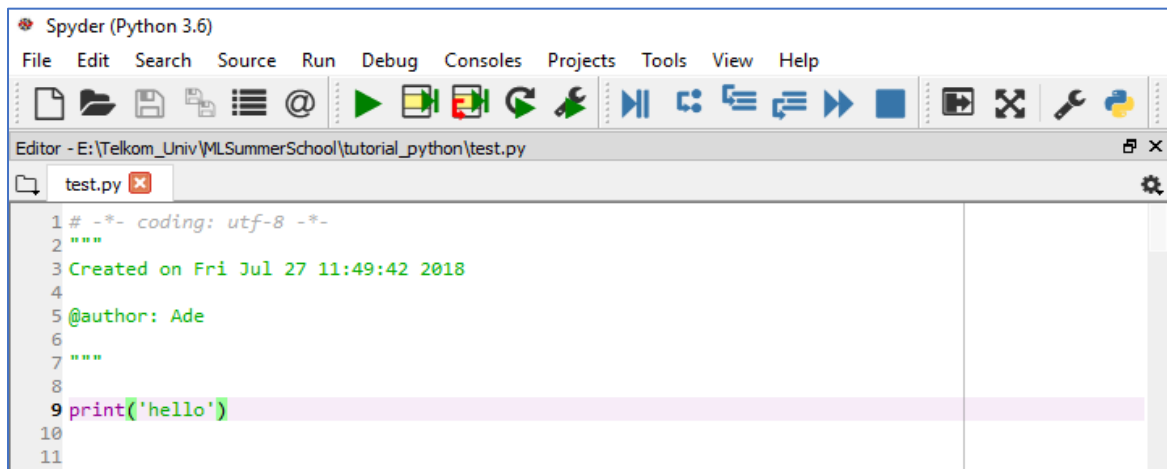 Spyder (Python 3.6)
File Edit Search Source Run Debug Consoles Projects Tools View Help
Editor - E:\Telkom_Univ\MLSummerSchool\tutorial_python\test.py
test.py
1 # -*- coding: utf-8 -*-
2 """
3 Created on Fri Jul 27 11:49:42 2018
4
5 @author: Ade
6
7 """
8
9 print('hello')
10
11